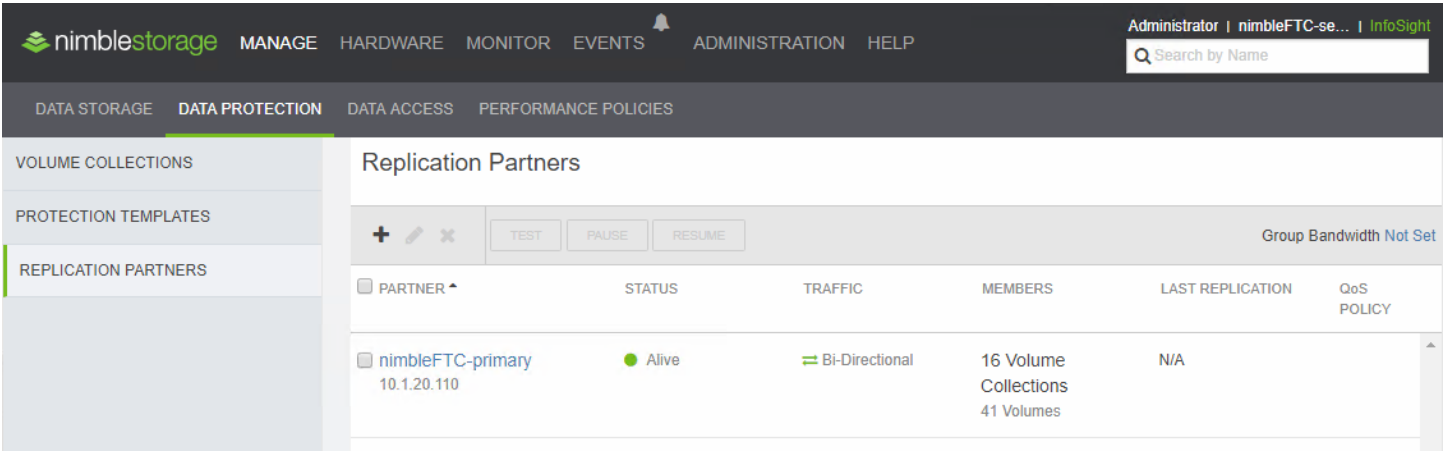 Administrator | nimbleFTC-se... | InfoSight
nimblestorage MANAGE HARDWARE MONITOR EVENTS ADMINISTRATION HELP
Search by Name
DATA STORAGE DATA PROTECTION DATA ACCESS PERFORMANCE POLICIES
VOLUME COLLECTIONS
PROTECTION TEMPLATES
REPLICATION PARTNERS
Replication Partners
TEST PAUSE RESUME Group Bandwidth Not Set
PARTNER STATUS TRAFFIC MEMBERS LAST REPLICATION QoS
POLICY
nimbleFTC-primary Alive Bi-Directional 16 Volume N/A
10.1.20.110 Collections
41 Volumes